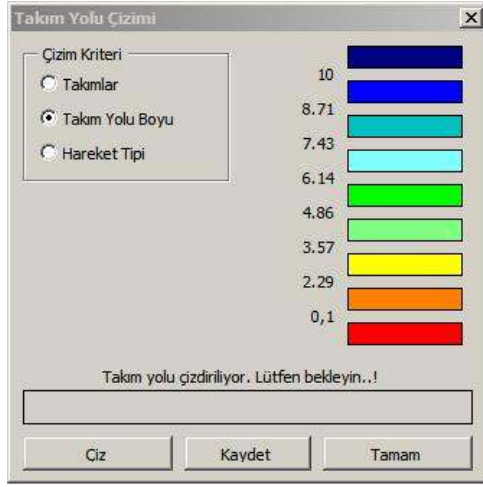 Takım Yolu Çizimi
Çizim Kriteri
Takımlar
Takım Yolu Boyu
Hareket Tipi
10
8.71
7.43
6.14
4.86
3.57
2.29
0,1
Takım yolu çizdiriliyor. Lütfen bekleyin..!
Çiz
Kaydet
Tamam